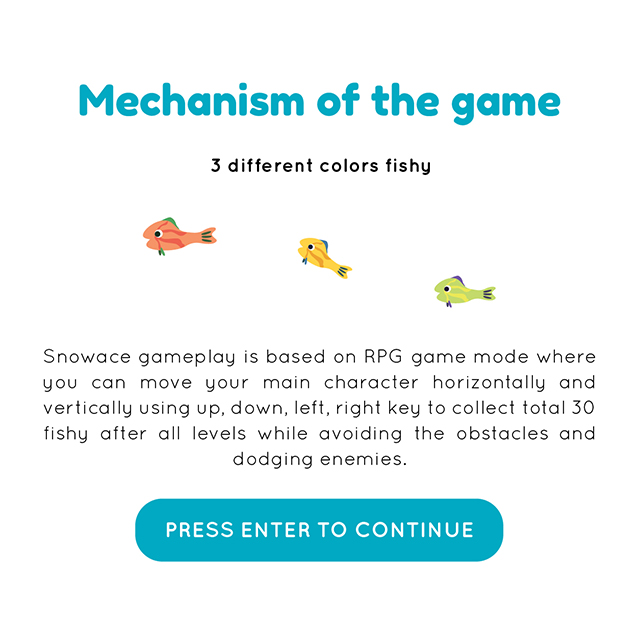 Mechanism of the game
3 different colors fishy
Snowace gameplay is based on RPG game mode where
you can move your main character horizontally and
vertically using up, down, left, right key to collect total 30
fishy after all levels while avoiding the obstacles and
dodging enemies.
PRESS ENTER TO CONTINUE